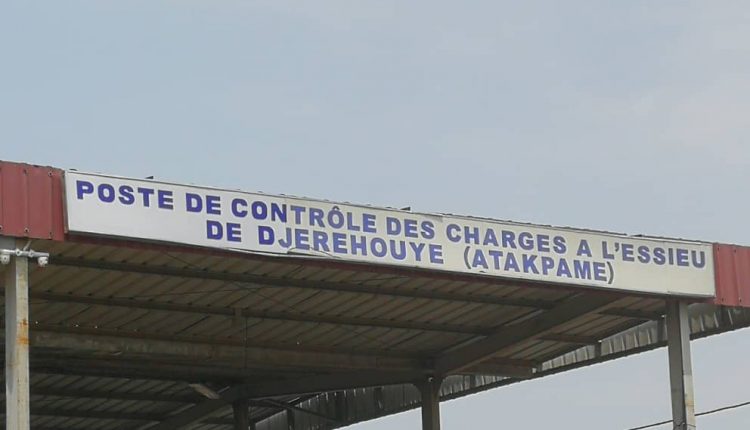 POSTE DE CONTRÔLE DES CHARGES A L'ESSIEU
DE DJEREHOUYE (ATAKPAME)